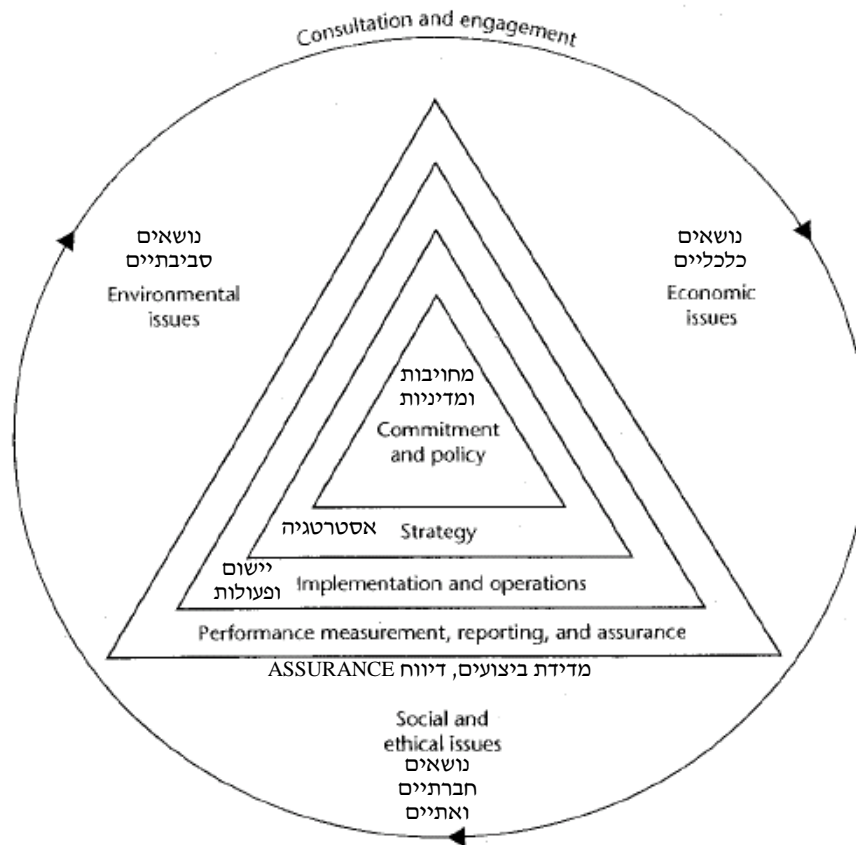 Consultation and engagement
נושאים
סביבתיים
Environmental
issues
נושאים
כלכליים
Economic
issues
מחויבות
ומדיניות
Commitment
and policy
אסטרטגיה Strategy
יישום
ופעולות
Implementation and operations
Performance measurement, reporting, and assurance
מדידת ביצועים, דיווח ASSURANCE
Social and
ethical issues
נושאים
חברתיים
ואתיים